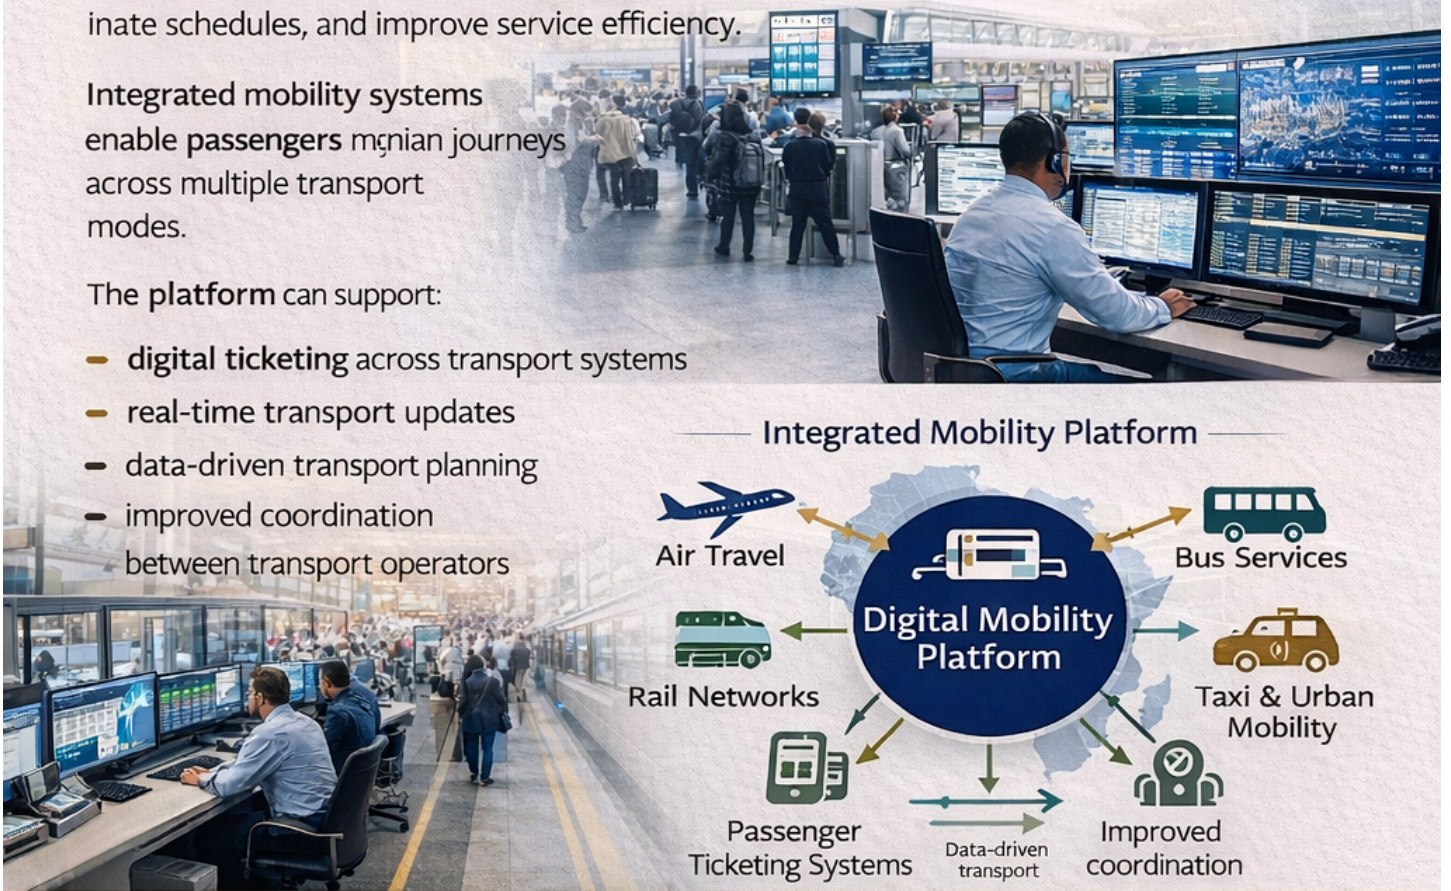 inate schedules, and improve service efficiency.
Integrated mobility systems
enable passengers journeys
across multiple transport
modes.
The platform can support:
digital ticketing across transport systems
real-time transport updates
data-driven transport planning
improved coordination
between transport operators
Integrated Mobility Platform
Air Travel
Bus Services
Digital Mobility
Platform
Rail Networks
Taxi & Urban
Mobility
Passenger
Ticketing Systems
Data-driven
transport
Improved
coordination